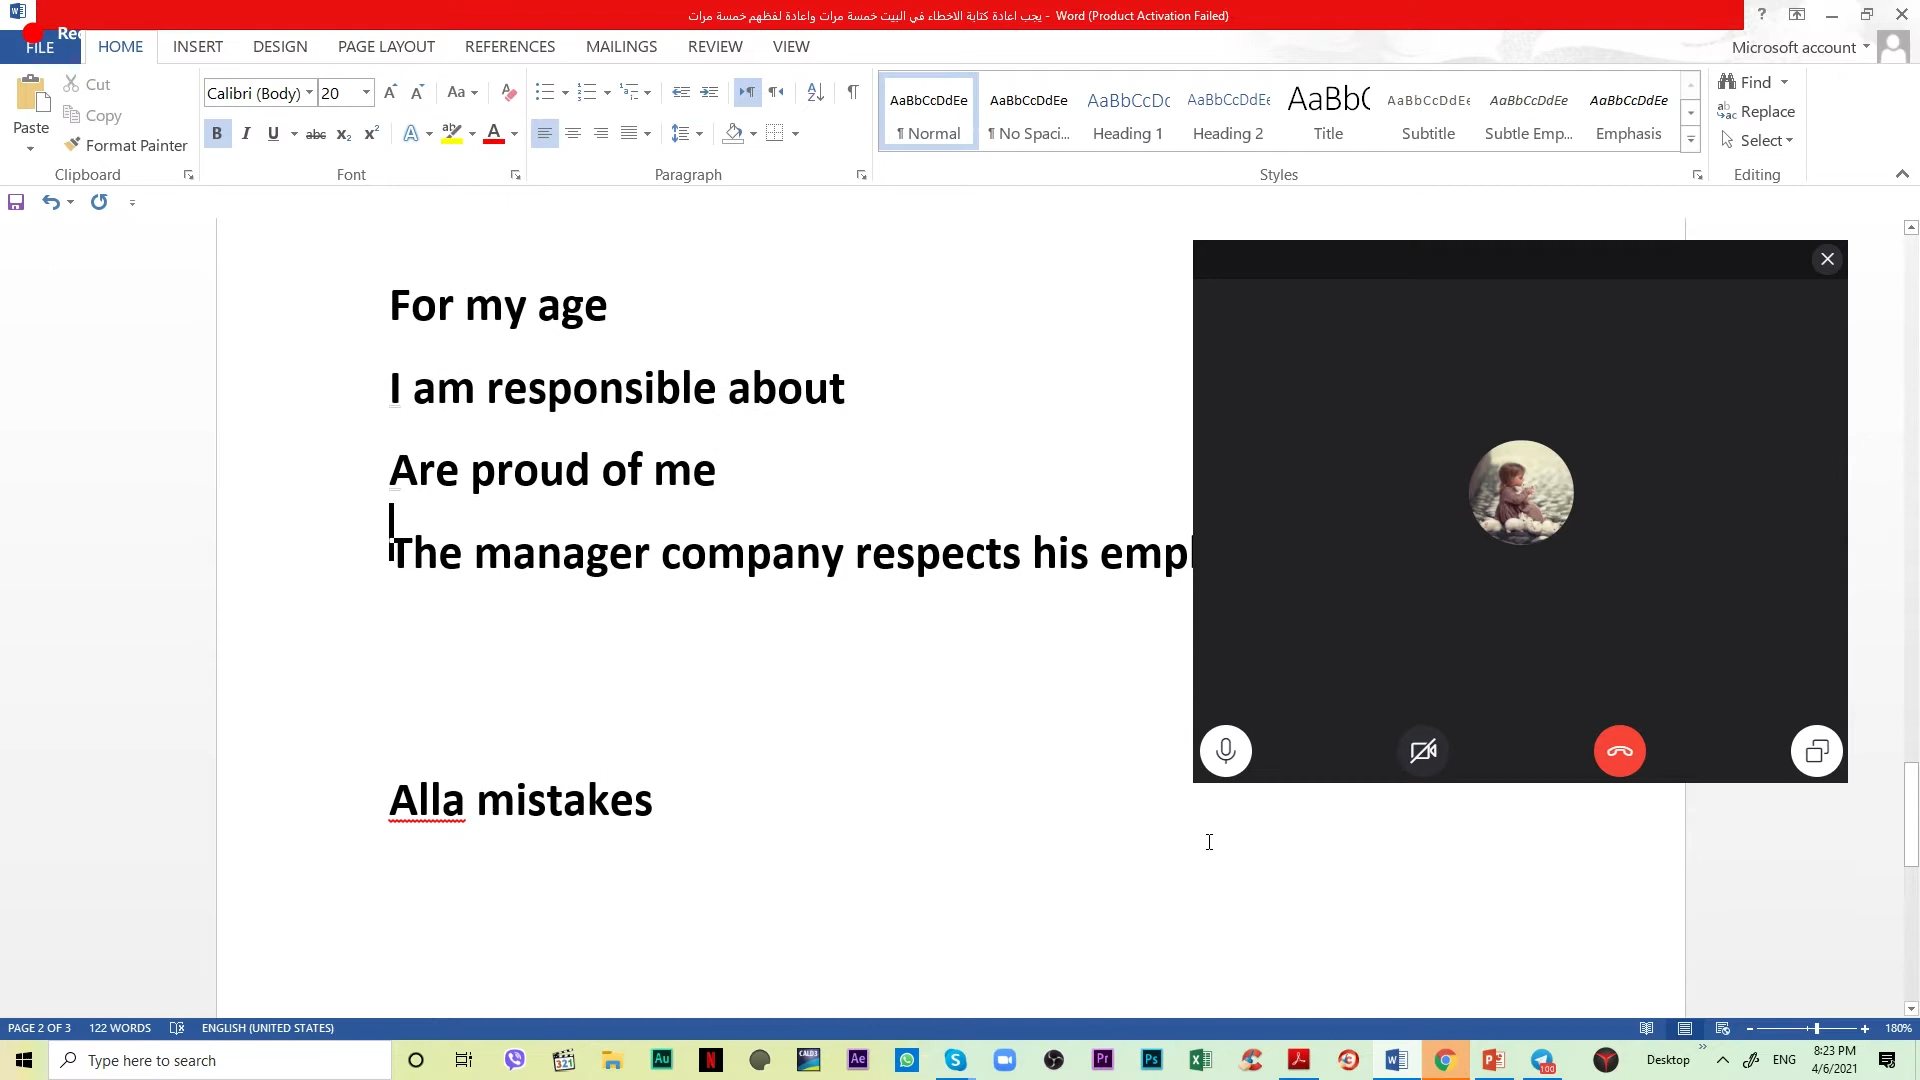 يجب اعادة كتابة الاخطاء في البيت خمسة مرات واعادة لفظهم خمسة مرات - Word (Product Activation Failed)
?
FILE
HOME
INSERT
DESIGN
PAGE LAYOUT
REFERENCES
MAILINGS
REVIEW
VIEW
Microsoft account
Paste
Cut
Copy
Format Painter
Clipboard
Calibri (Body)
20
Font
Paragraph
AaBbCcDdEe
¶ Normal
AaBbCcDdEe
¶ No Spaci...
AaBbCcDc
Heading 1
AaBbCcDdEe
Heading 2
AaBbC
Title
AaBbCcDdEe
Subtitle
AaBbCcDdEe
Subtle Emp...
AaBbCcDdEe
Emphasis
Styles
Find
Replace
Select
Editing
For my age
I am responsible about
Are proud of me
The manager company respects his
Alla mistakes
PAGE 2 OF 3
122 WORDS
ENGLISH (UNITED STATES)
180%
Type here to search
Desktop
ENG
8:23 PM
4/6/2021